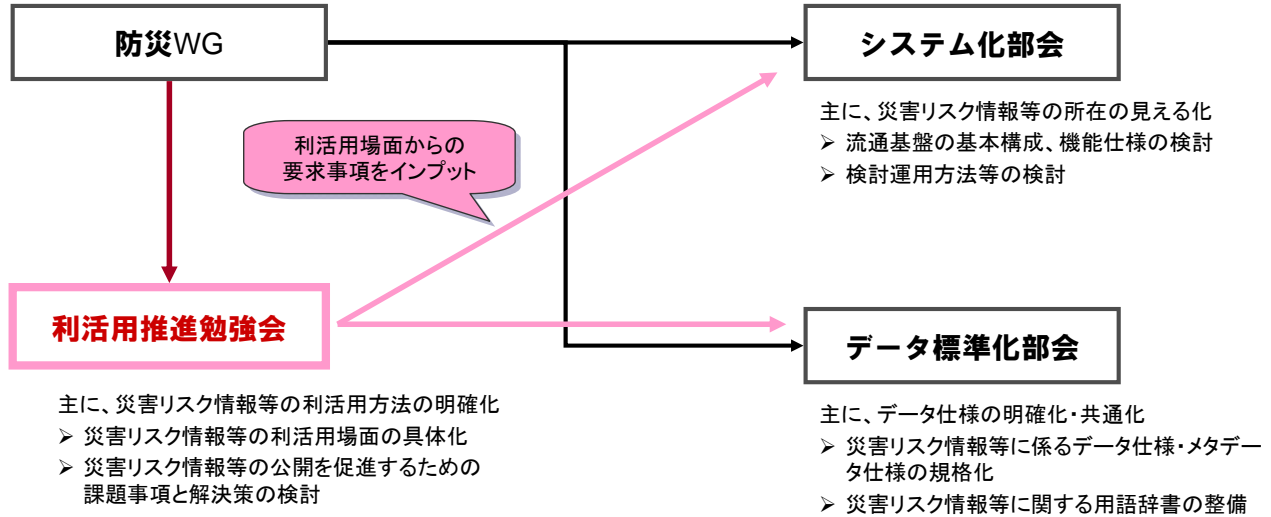 防災WG
システム化部会
主に、災害リスク情報等の所在の見える化
➢ 流通基盤の基本構成、機能仕様の検討
➢ 検討運用方法等の検討
利活用場面からの
要求事項をインプット
利活用推進勉強会
主に、災害リスク情報等の利活用方法の明確化
➢ 災害リスク情報等の利活用場面の具体化
➢ 災害リスク情報等の公開を促進するための
課題事項と解決策の検討
データ標準化部会
主に、データ仕様の明確化・共通化
➢ 災害リスク情報等に係るデータ仕様・メタデー
タ仕様の規格化
➢ 災害リスク情報等に関する用語辞書の整備